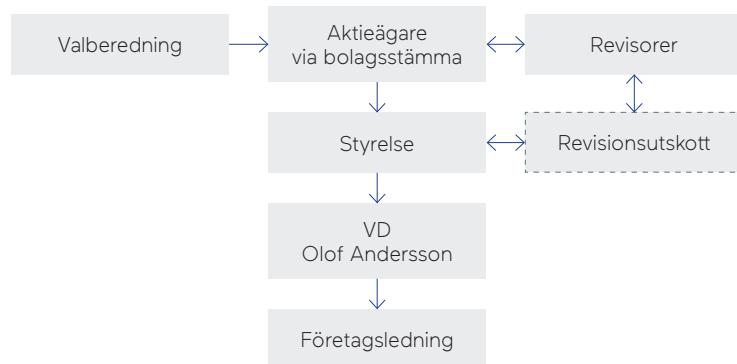 Valberedning
Aktieägare
via bolagsstämma
Revisorer
Styrelse
Revisionsutskott
VD
Olof Andersson
Företagsledning